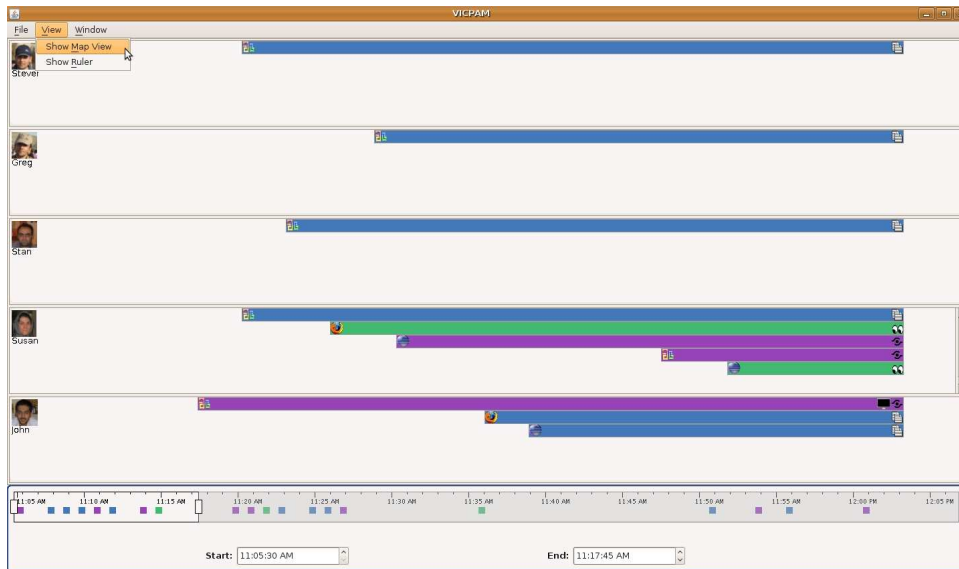 VICPAM
File View Window
Show Map View
Show Ruler
Steven
Greg
Stan
Susan
John
11:05 AM 11:10 AM 11:15 AM 11:20 AM 11:25 AM 11:30 AM 11:35 AM 11:40 AM 11:45 AM 11:50 AM 11:55 AM 12:00 PM 12:05 PM
Start: 11:05:30 AM End: 11:17:45 AM